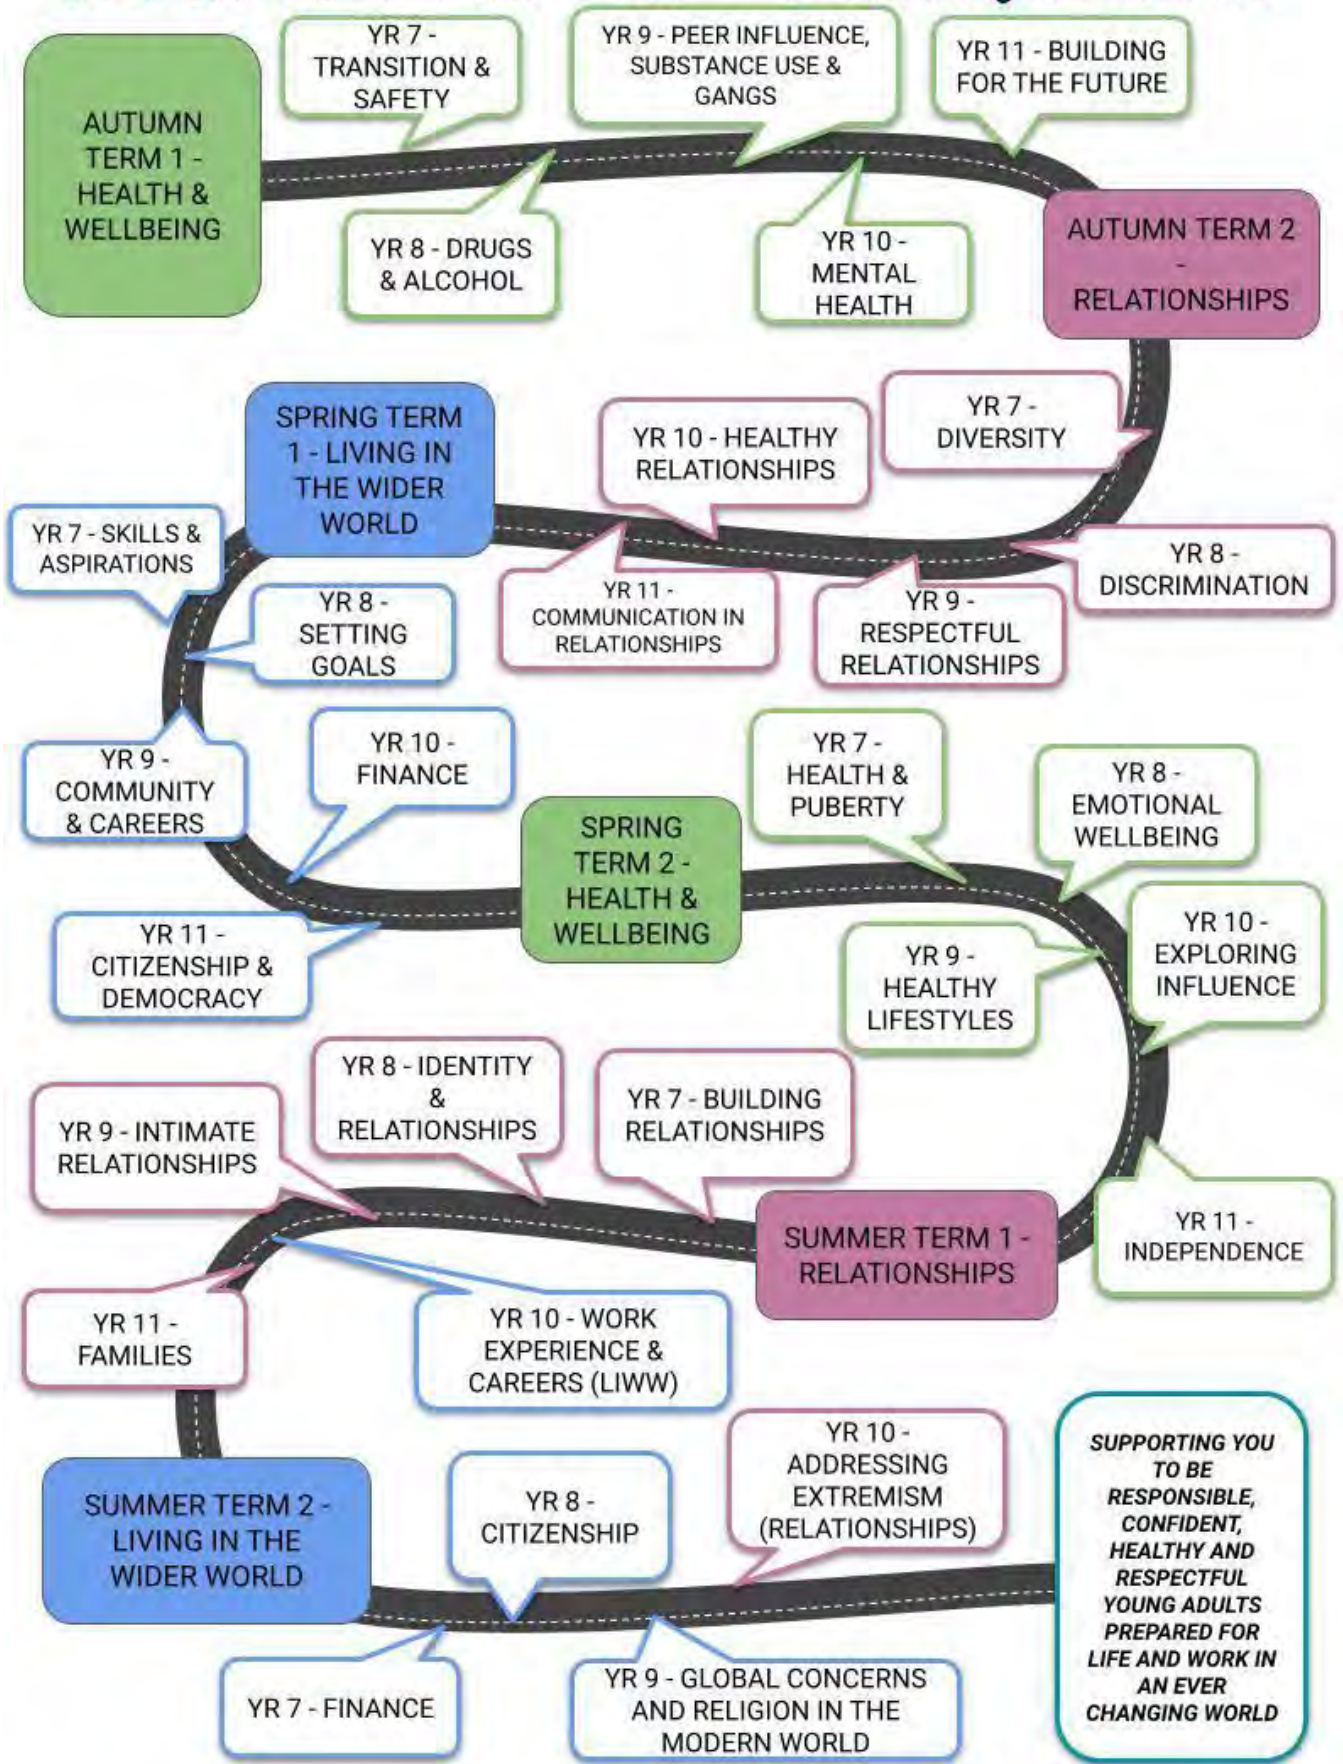 AUTUMN
TERM 1 -
HEALTH &
WELLBEING
YR 7 -
TRANSITION &
SAFETY
YR 8 - DRUGS
& ALCOHOL
YR 9 - PEER INFLUENCE,
SUBSTANCE USE &
GANGS
YR 10 -
MENTAL
HEALTH
YR 11 - BUILDING
FOR THE FUTURE
AUTUMN TERM 2
-
RELATIONSHIPS
YR 7 -
DIVERSITY
YR 8 -
DISCRIMINATION
YR 9 -
RESPECTFUL
RELATIONSHIPS
YR 10 - HEALTHY
RELATIONSHIPS
YR 11 -
COMMUNICATION IN
RELATIONSHIPS
SPRING TERM
1 - LIVING IN
THE WIDER
WORLD
YR 7 - SKILLS &
ASPIRATIONS
YR 8 -
SETTING
GOALS
YR 9 -
COMMUNITY
& CAREERS
YR 10 -
FINANCE
YR 11 -
CITIZENSHIP &
DEMOCRACY
SPRING
TERM 2 -
HEALTH &
WELLBEING
YR 7 -
HEALTH &
PUBERTY
YR 8 -
EMOTIONAL
WELLBEING
YR 9 -
HEALTHY
LIFESTYLES
YR 10 -
EXPLORING
INFLUENCE
YR 11 -
INDEPENDENCE
SUMMER TERM 1 -
RELATIONSHIPS
YR 7 - BUILDING
RELATIONSHIPS
YR 8 - IDENTITY
&
RELATIONSHIPS
YR 9 - INTIMATE
RELATIONSHIPS
YR 10 - WORK
EXPERIENCE &
CAREERS (LIWW)
YR 11 -
FAMILIES
SUMMER TERM 2 -
LIVING IN THE
WIDER WORLD
YR 7 - FINANCE
YR 8 -
CITIZENSHIP
YR 9 - GLOBAL CONCERNS
AND RELIGION IN THE
MODERN WORLD
YR 10 -
ADDRESSING
EXTREMISM
(RELATIONSHIPS)
SUPPORTING YOU
TO BE
RESPONSIBLE,
CONFIDENT,
HEALTHY AND
RESPECTFUL
YOUNG ADULTS
PREPARED FOR
LIFE AND WORK IN
AN EVER
CHANGING WORLD